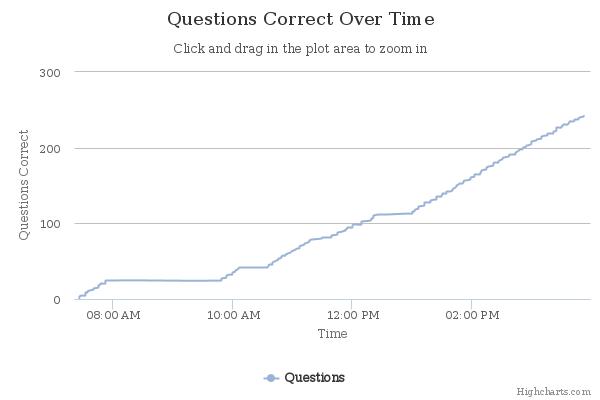 Questions Correct Over Time
Click and drag in the plot area to zoom in
Questions Correct
300
200
100
0
08:00 AM 10:00 AM 12:00 PM 02:00 PM
Time
Questions
Highcharts.com